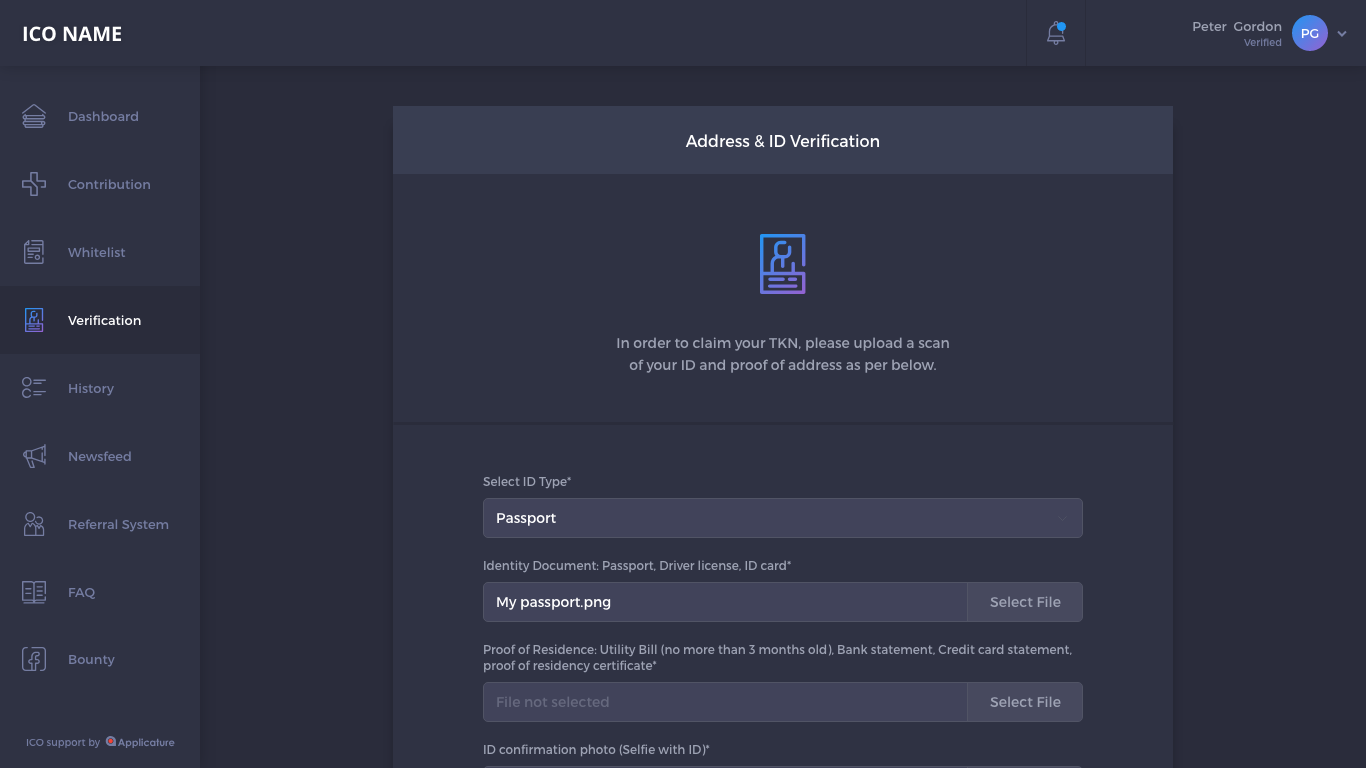 ICO NAME
Peter Gordon
Verified
PG
Dashboard
Contribution
Whitelist
Verification
History
Newsfeed
Referral System
FAQ
Bounty
ICO support by Applicature
Address & ID Verification
In order to claim your TKN, please upload a scan
of your ID and proof of address as per below.
Select ID Type*
Passport
Identity Document: Passport, Driver license, ID card*
My passport.png
Select File
Proof of Residence: Utility Bill (no more than 3 months old), Bank statement, Credit card statement,
proof of residency certificate*
File not selected
Select File
ID confirmation photo (Selfie with ID)*